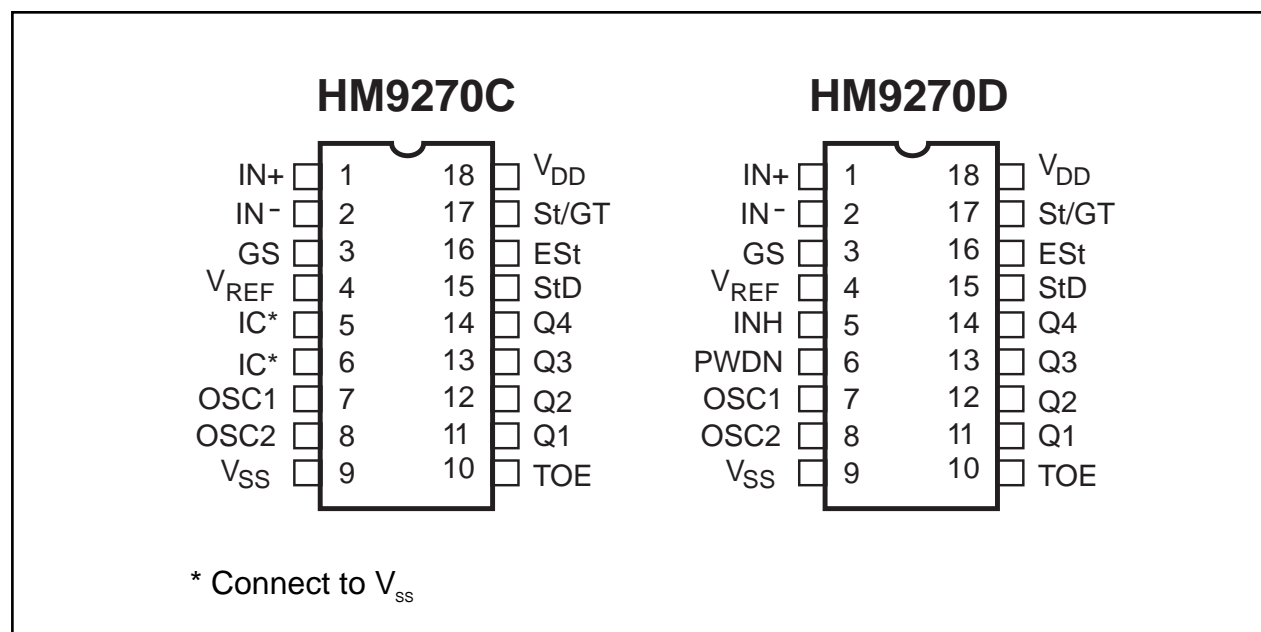 HM9270C
IN+ 1 18 VDD
IN- 2 17 St/GT
GS 3 16 ESt
VREF 4 15 StD
IC* 5 14 Q4
IC* 6 13 Q3
OSC1 7 12 Q2
OSC2 8 11 Q1
VSS 9 10 TOE
HM9270D
IN+ 1 18 VDD
IN- 2 17 St/GT
GS 3 16 ESt
VREF 4 15 StD
INH 5 14 Q4
PWDN 6 13 Q3
OSC1 7 12 Q2
OSC2 8 11 Q1
VSS 9 10 TOE
* Connect to Vss